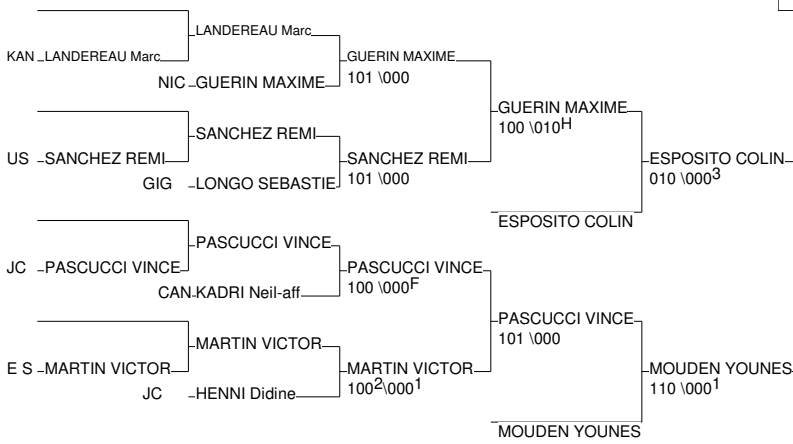 LANDEREAU Marc
KAN LANDEREAU Marc
GUERIN MAXIME
101 \000
NIC GUERIN MAXIME
GUERIN MAXIME
100 \010H
SANCHEZ REMI
US SANCHEZ REMI
SANCHEZ REMI
101 \000
ESPOSITO COLIN
010 \0003
GIG LONGO SEBASTIE
ESPOSITO COLIN
PASCUCCI VINCE
JC PASCUCCI VINCE
PASCUCCI VINCE
100 \000F
CAN KADRI Neil-aff
PASCUCCI VINCE
101 \000
MARTIN VICTOR
E S MARTIN VICTOR
MARTIN VICTOR
1002\0001
MOUDEN YOUNES
110 \0001
JC HENNI Didine
MOUDEN YOUNES